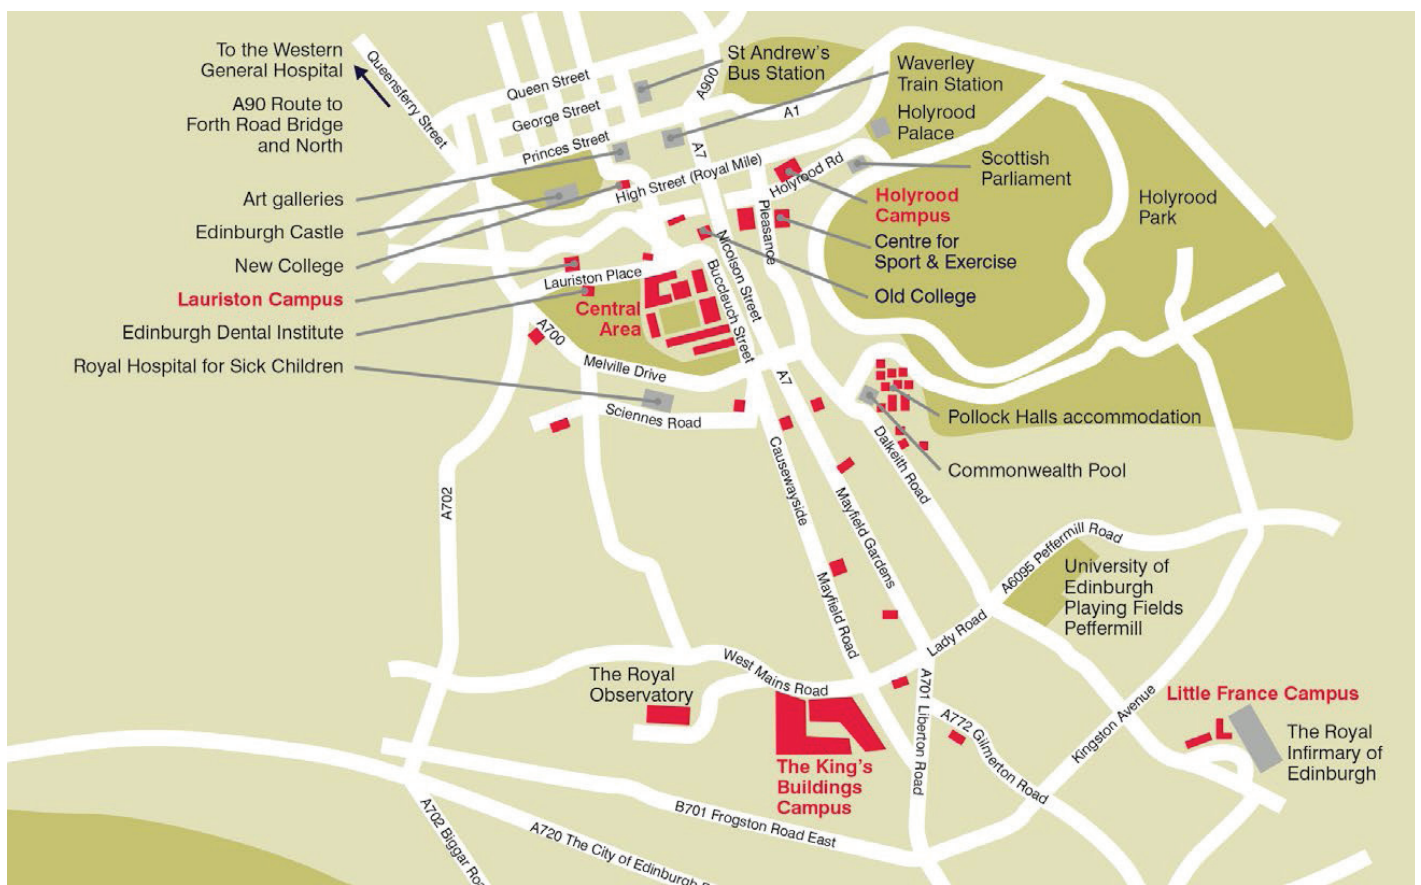 To the Western
General Hospital
A90 Route to
Forth Road Bridge
and North
Queensferry Street
Queen Street
George Street
Princes Street
A900
A1
A7
St Andrew's
Bus Station
Waverley
Train Station
Holyrood
Palace
Scottish
Parliament
Holyrood
Park
Holyrood
Campus
Holyrood Rd
High Street (Royal Mile)
Pleasance
Centre for
Sport & Exercise
Old College
Art galleries
Edinburgh Castle
New College
Lauriston Campus
Edinburgh Dental Institute
Royal Hospital for Sick Children
Lauriston Place
Central
Area
Nicolson Street
Buccleuch Street
A700
Melville Drive
A7
Sciennes Road
Pollock Halls accommodation
Commonwealth Pool
Dalkeith Road
Causewayside
Mayfield Gardens
A702
Mayfield Road
A6095 Peffermill Road
University of
Edinburgh
Playing Fields
Peffermill
Lady Road
West Mains Road
The Royal
Observatory
The King's
Buildings
Campus
A701 Liberton Road
A772 Gilmerton Road
Kingston Avenue
Little France Campus
The Royal
Infirmary of
Edinburgh
B701 Frogston Road East
A702 Biggar
A720 The City of Edinburgh